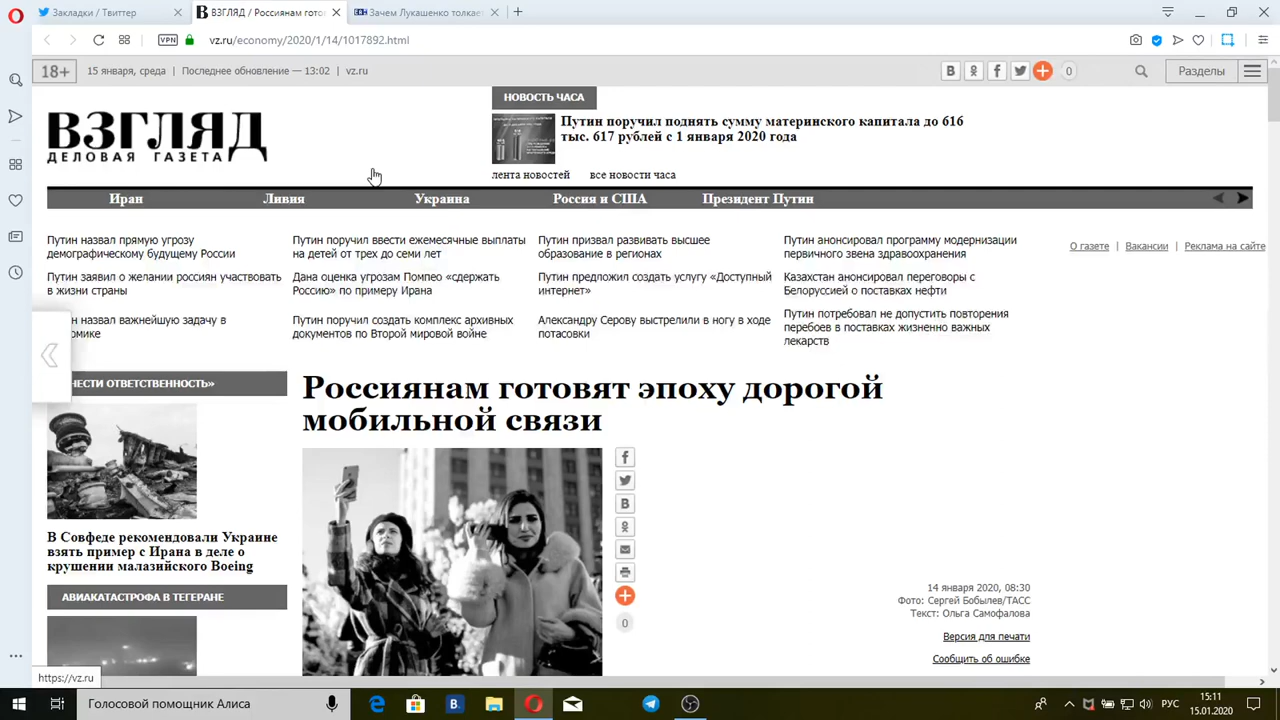 Закладки / Твиттер
ВЗГЛЯД / Россиянам гото
Зачем Лукашенко толкает
VPN
vz.ru/economy/2020/1/14/1017892.html
18+
15 января, среда | Последнее обновление — 13:02 | vz.ru
0
Разделы
ВЗГЛЯД
ДЕЛОВАЯ ГАЗЕТА
НОВОСТЬ ЧАСА
Путин поручил поднять сумму материнского капитала до 616
тыс. 617 рублей с 1 января 2020 года
лента новостей все новости часа
Иран Ливия Украина Россия и США Президент Путин
Путин назвал прямую угрозу
демографическому будущему России
Путин заявил о желании россиян участвовать
в жизни страны
н назвал важнейшую задачу в
омике
Путин поручил ввести ежемесячные выплаты
на детей от трех до семи лет
Дана оценка угрозам Помпео «сдержать
Россию» по примеру Ирана
Путин поручил создать комплекс архивных
документов по Второй мировой войне
Путин призвал развивать высшее
образование в регионах
Путин предложил создать услугу «Доступный
интернет»
Александру Серову выстрелили в ногу в ходе
потасовки
Путин анонсировал программу модернизации
первичного звена здравоохранения
Казахстан анонсировал переговоры с
Белоруссией о поставках нефти
Путин потребовал не допустить повторения
перебоев в поставках жизненно важных
лекарств
О газете | Вакансии | Реклама на сайте
НЕСТИ ОТВЕТСТВЕННОСТЬ»
В Совфеде рекомендовали Украине
взять пример с Ирана в деле о
крушении малазийского Boeing
АВИАКАТАСТРОФА В ТЕГЕРАНЕ
Россиянам готовят эпоху дорогой
мобильной связи
0
14 января 2020, 08:30
Фото: Сергей Бобылев/ТАСС
Текст: Ольга Самофалова
Версия для печати
Сообщить об ошибке
https://vz.ru
Голосовой помощник Алиса
РУС
15:11
15.01.2020